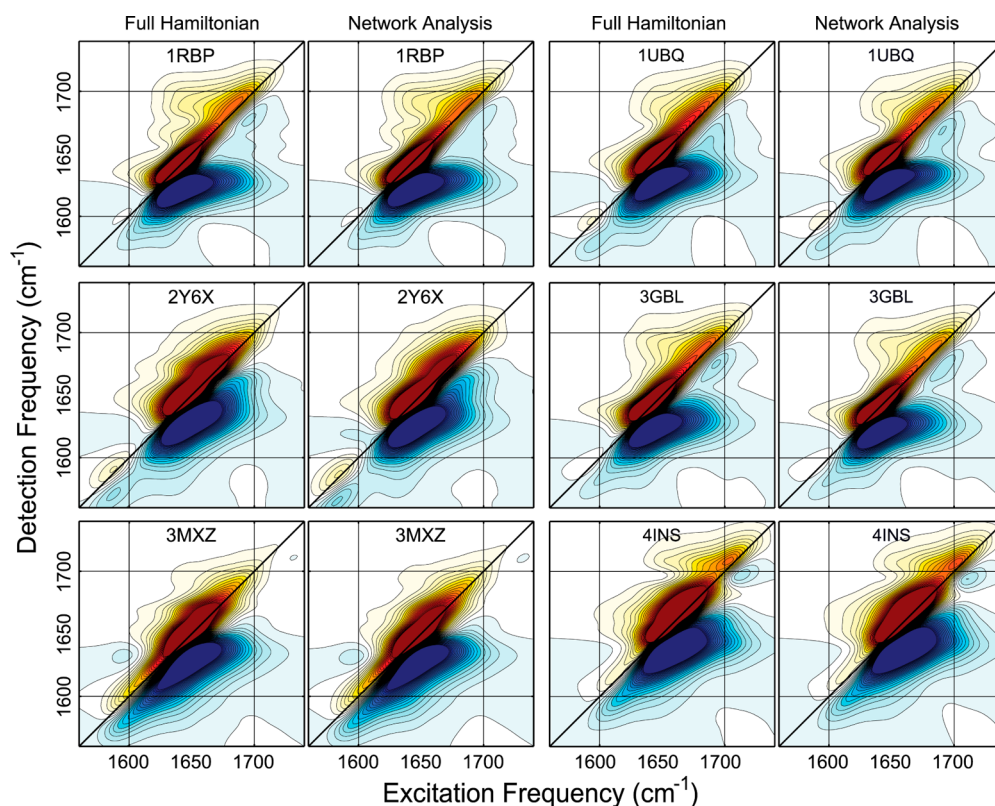 Full Hamiltonian Network Analysis Full Hamiltonian Network Analysis
1RBP 1RBP 1UBQ 1UBQ
1700
1650
1600
2Y6X 2Y6X 3GBL 3GBL
1700
1650
1600
3MXZ 3MXZ 4INS 4INS
1700
1650
1600
Detection Frequency (cm-1)
1600 1650 1700 1600 1650 1700 1600 1650 1700 1600 1650 1700
Excitation Frequency (cm-1)